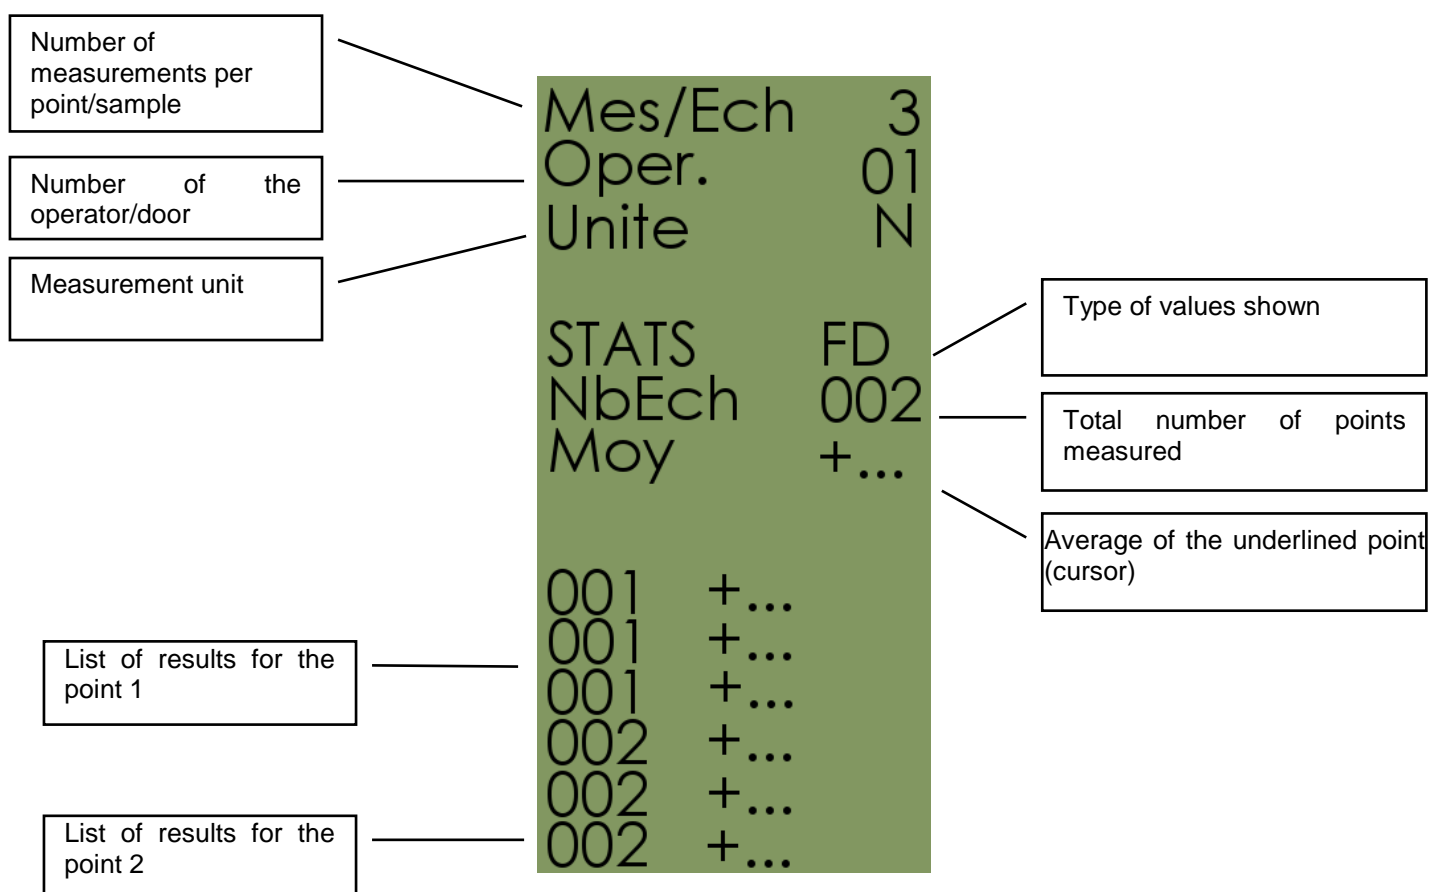 Number of
measurements per
point/sample
Number of the
operator/door
Measurement unit
Mes/Ech 3
Oper. 01
Unite N
STATS FD
NbEch 002
Moy +...
001 +...
001 +...
001 +...
002 +...
002 +...
002 +...
Type of values shown
Total number of points
measured
Average of the underlined point
(cursor)
List of results for the
point 1
List of results for the
point 2